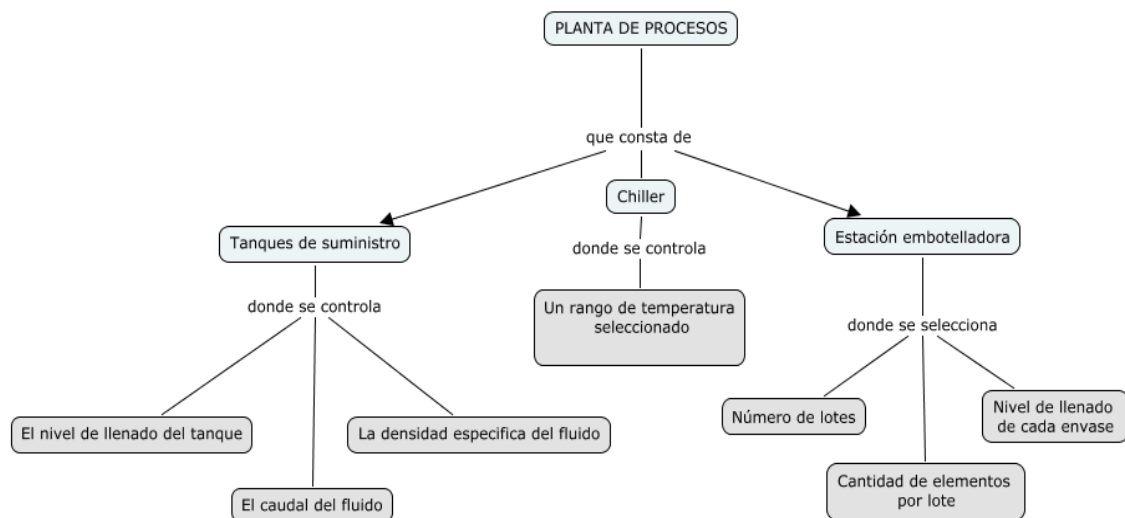 PLANTA DE PROCESOS
que consta de
Chiller
Tanques de suministro
Estación embotelladora
donde se controla
donde se controla
Un rango de temperatura
seleccionado
donde se selecciona
El nivel de llenado del tanque
La densidad especifica del fluido
El caudal del fluido
Número de lotes
Nivel de llenado
de cada envase
Cantidad de elementos
por lote